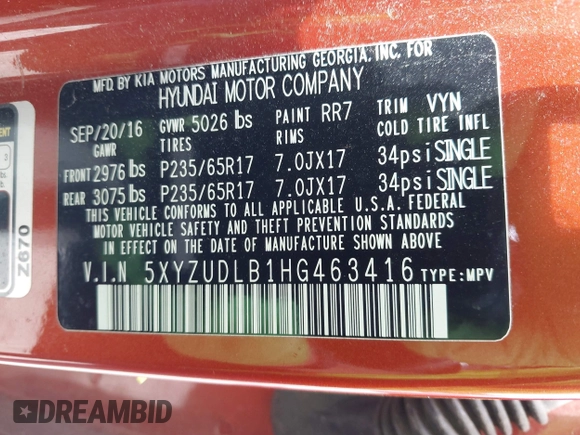 MFD. BY KIA MOTORS MANUFACTURING GEORGIA, INC. FOR
HYUNDAI MOTOR COMPANY
SEP/20/16 GVWR 5026 lbs PAINT RR7 TRIM VYN
GAWR TIRES RIMS COLD TIRE INFL
FRONT 2976 lbs P235/65R17 7.0JX17 34psi SINGLE
REAR 3075 lbs P235/65R17 7.0JX17 34psi SINGLE
THIS VEHICLE CONFORMS TO ALL APPLICABLE U.S.A. FEDERAL
MOTOR VEHICLE SAFETY AND THEFT PREVENTION STANDARDS
IN EFFECT ON THE DATE OF MANUFACTURE SHOWN ABOVE.
V.I.N 5XYZUDLB1HG463416 TYPE: MPV
Z670
DREAMBID